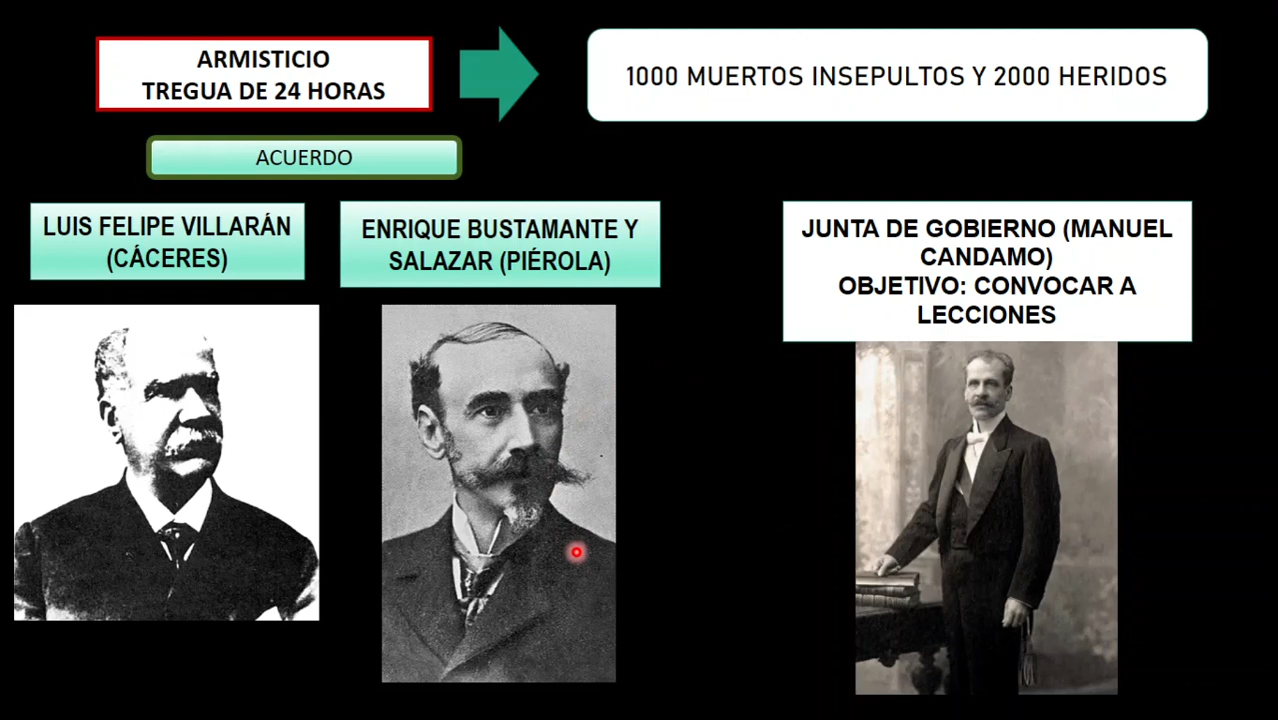 ARMISTICIO
TREGUA DE 24 HORAS
1000 MUERTOS INSEPULTOS Y 2000 HERIDOS
ACUERDO
LUIS FELIPE VILLARÁN
(CÁCERES)
ENRIQUE BUSTAMANTE Y
SALAZAR (PIÉROLA)
JUNTA DE GOBIERNO (MANUEL
CANDAMO)
OBJETIVO: CONVOCAR A
LECCIONES